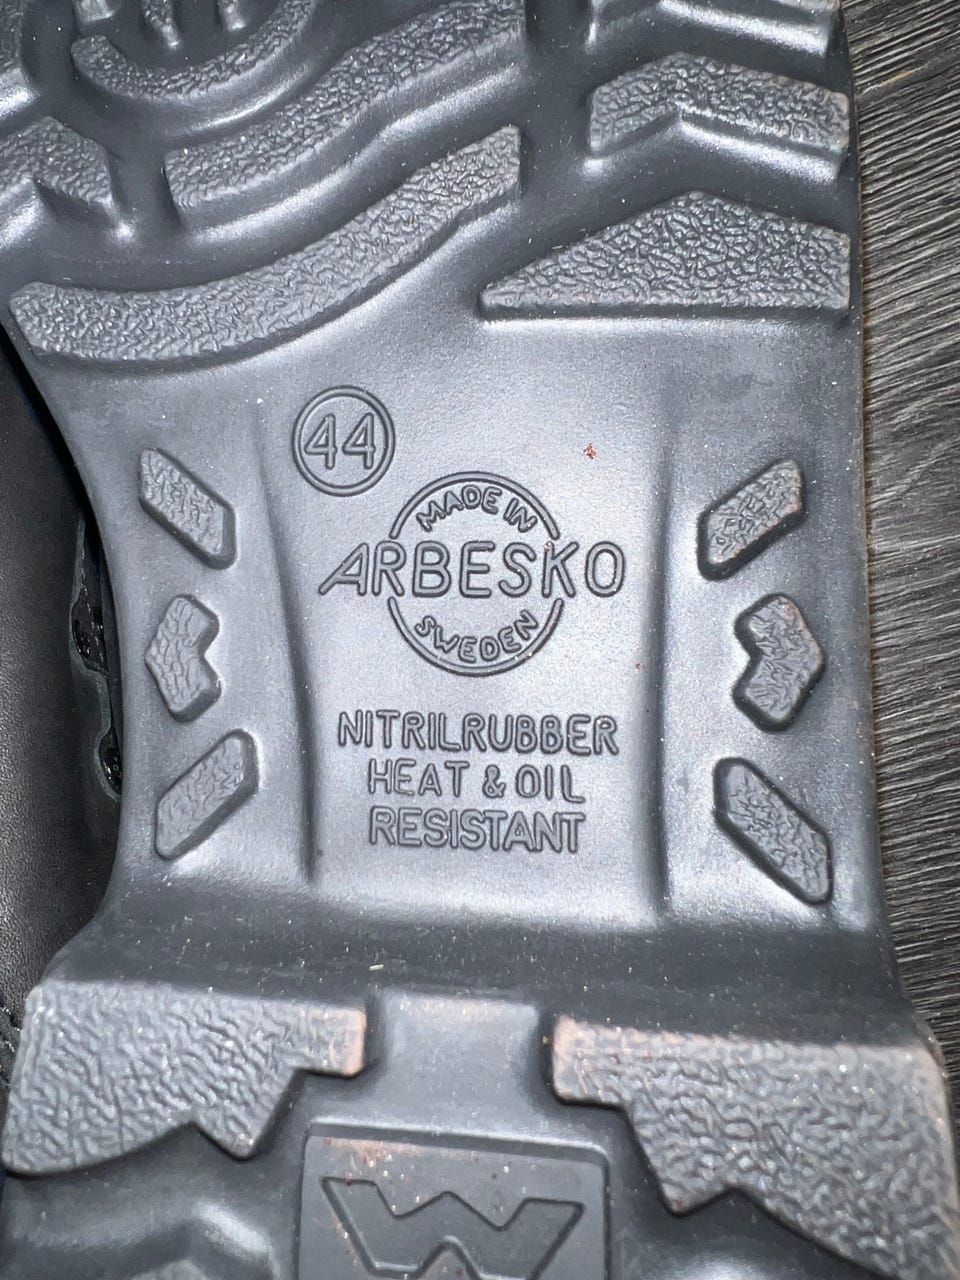 44
MADE IN
ARBESKO
SWEDEN
NITRILRUBBER
HEAT & OIL
RESISTANT
W